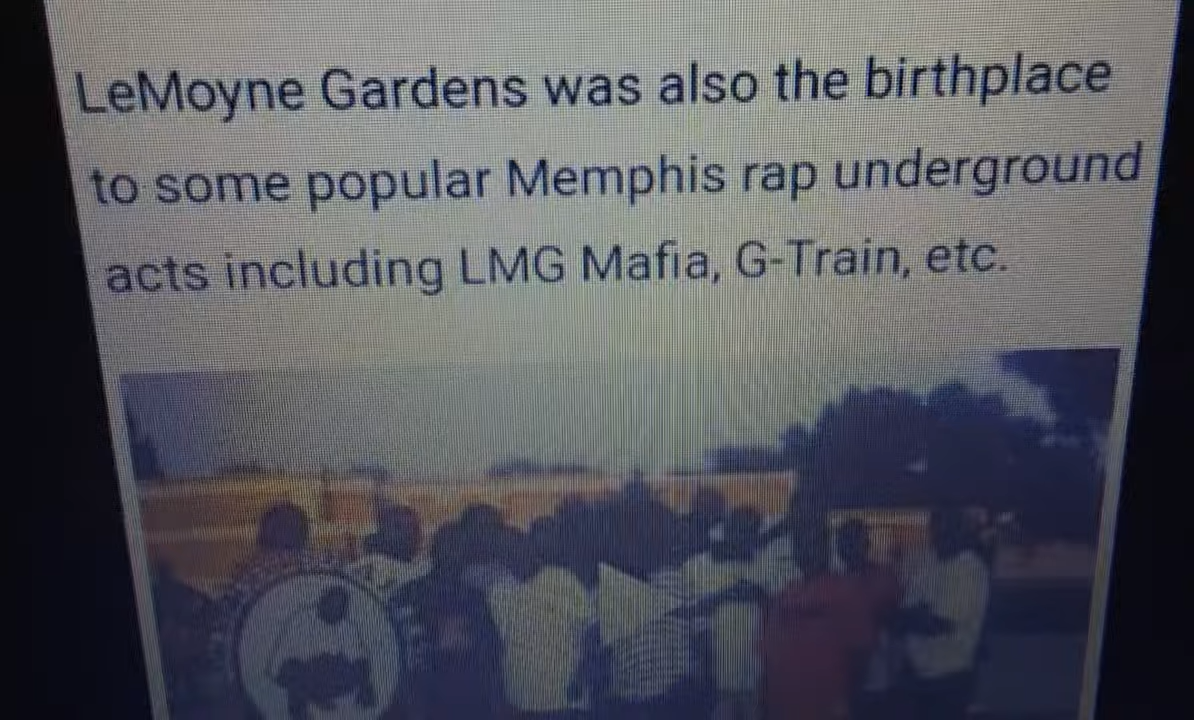 LeMoyne Gardens was also the birthplace
to some popular Memphis rap underground
acts including LMG Mafia, G-Train, etc.